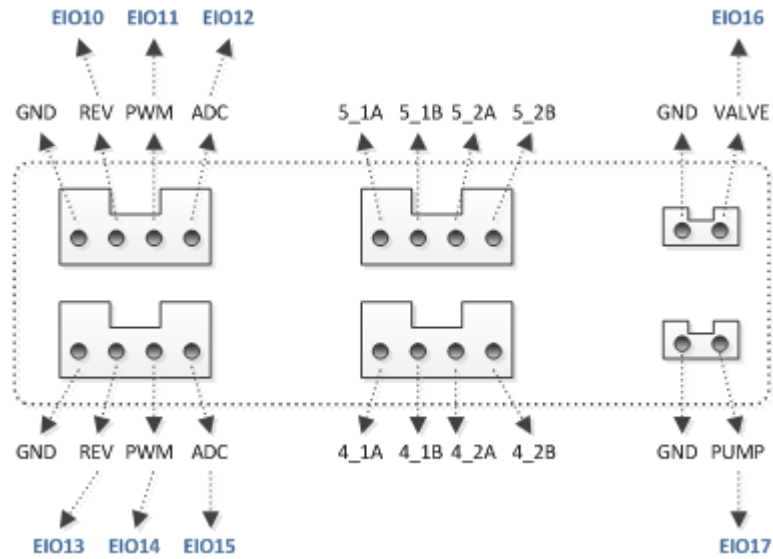 EIO10 EIO11 EIO12 EIO16
GND REV PWM ADC 5_1A 5_1B 5_2A 5_2B GND VALVE
GND REV PWM ADC 4_1A 4_1B 4_2A 4_2B GND PUMP
EIO13 EIO14 EIO15 EIO17